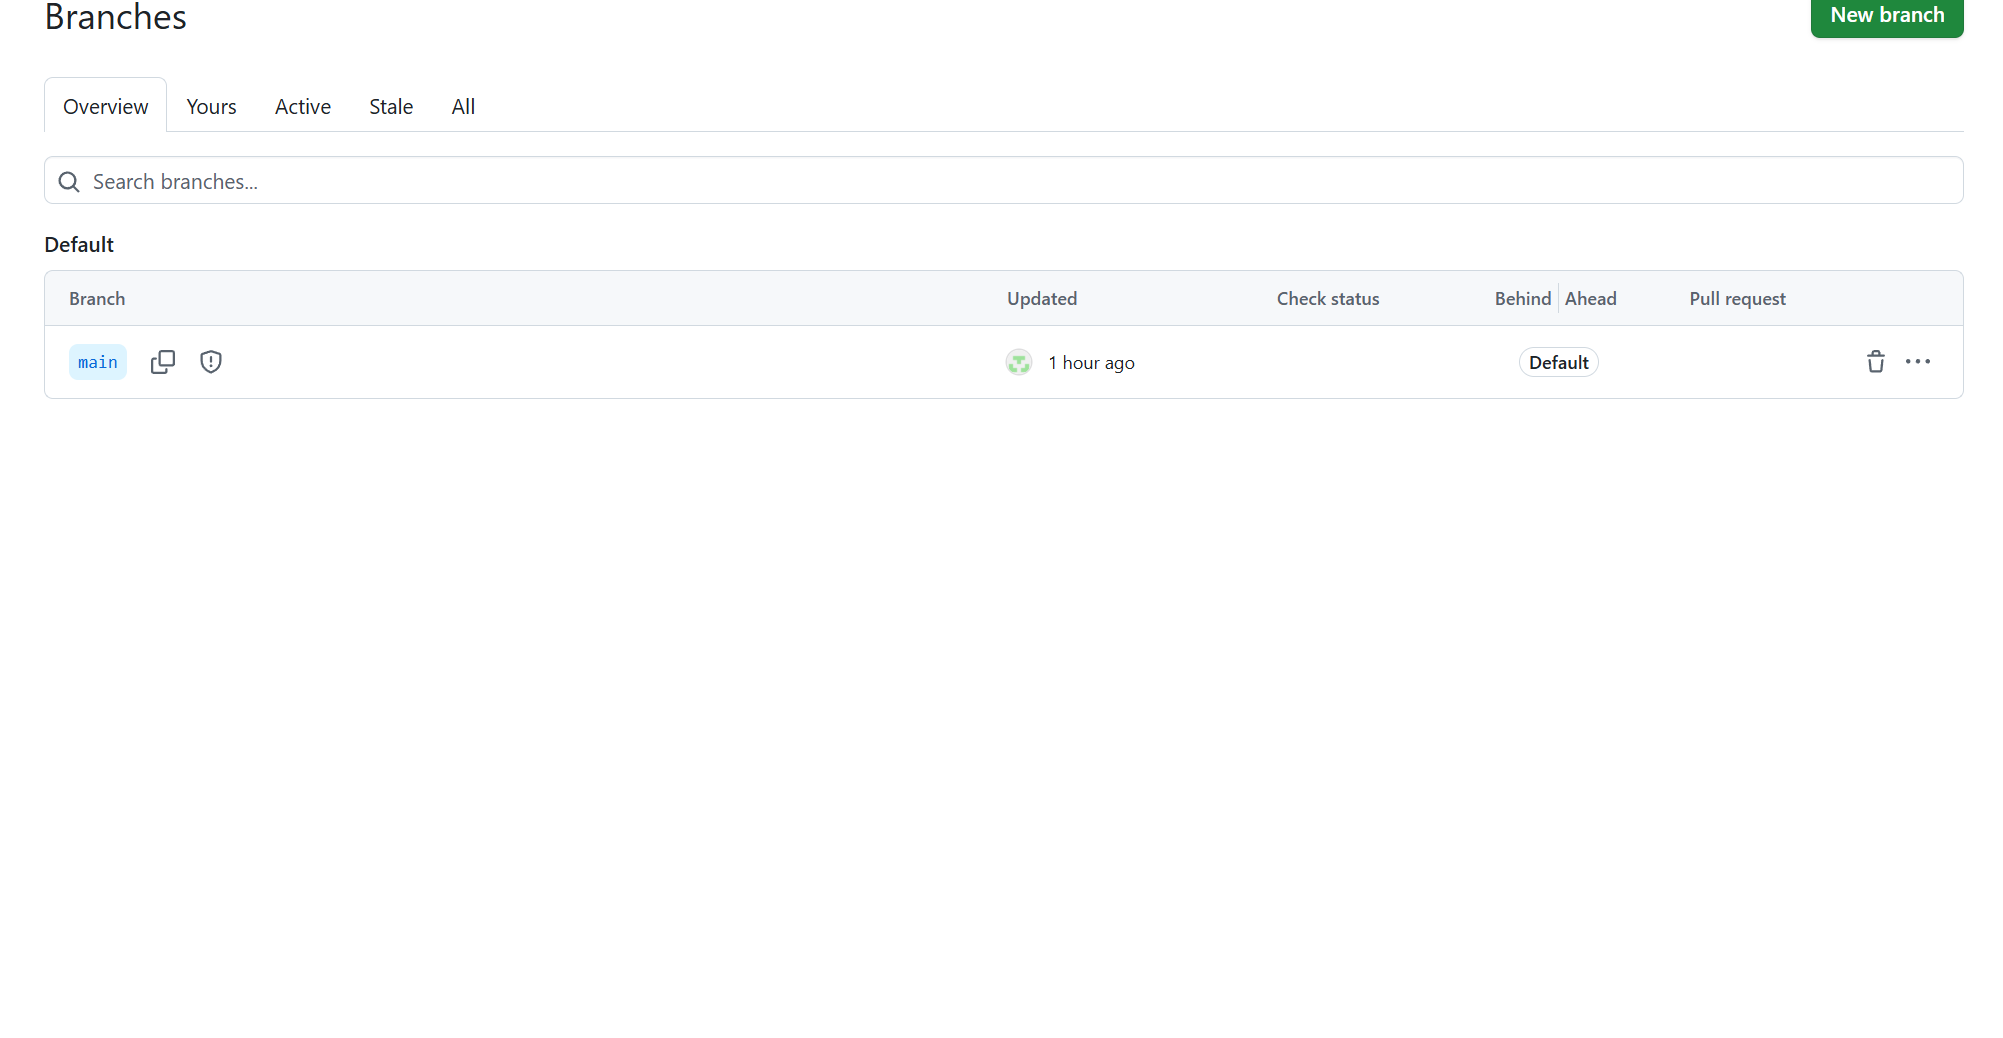 Branches
New branch
Overview Yours Active Stale All
Search branches...
Default
Branch Updated Check status Behind Ahead Pull request
main 1 hour ago Default